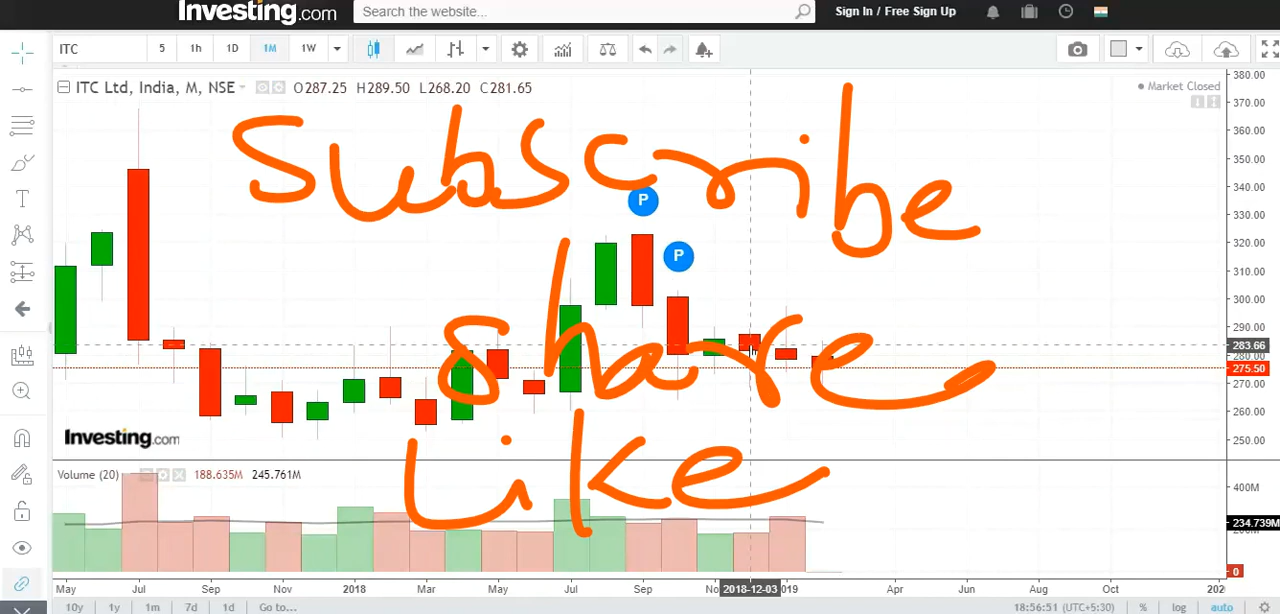 Investing.com Search the website... Sign In / Free Sign Up
ITC 5 1h 1D 1M 1W
ITC Ltd, India, M, NSE O287.25 H289.50 L268.20 C281.65
Market Closed
380.00
370.00
360.00
350.00
340.00
330.00
320.00
310.00
300.00
290.00
283.66
280.00
275.50
270.00
260.00
250.00
Subscribe
P
P
share
Like
Investing.com
Volume (20) 188.635M 245.761M
400M
234.739M
0
May Jul Sep Nov 2018 Mar May Jul Sep 2018-12-03 Apr Jun Aug Oct
10y 1y 1m 7d 1d Go to... 18:56:51 (UTC+5:30) % log auto